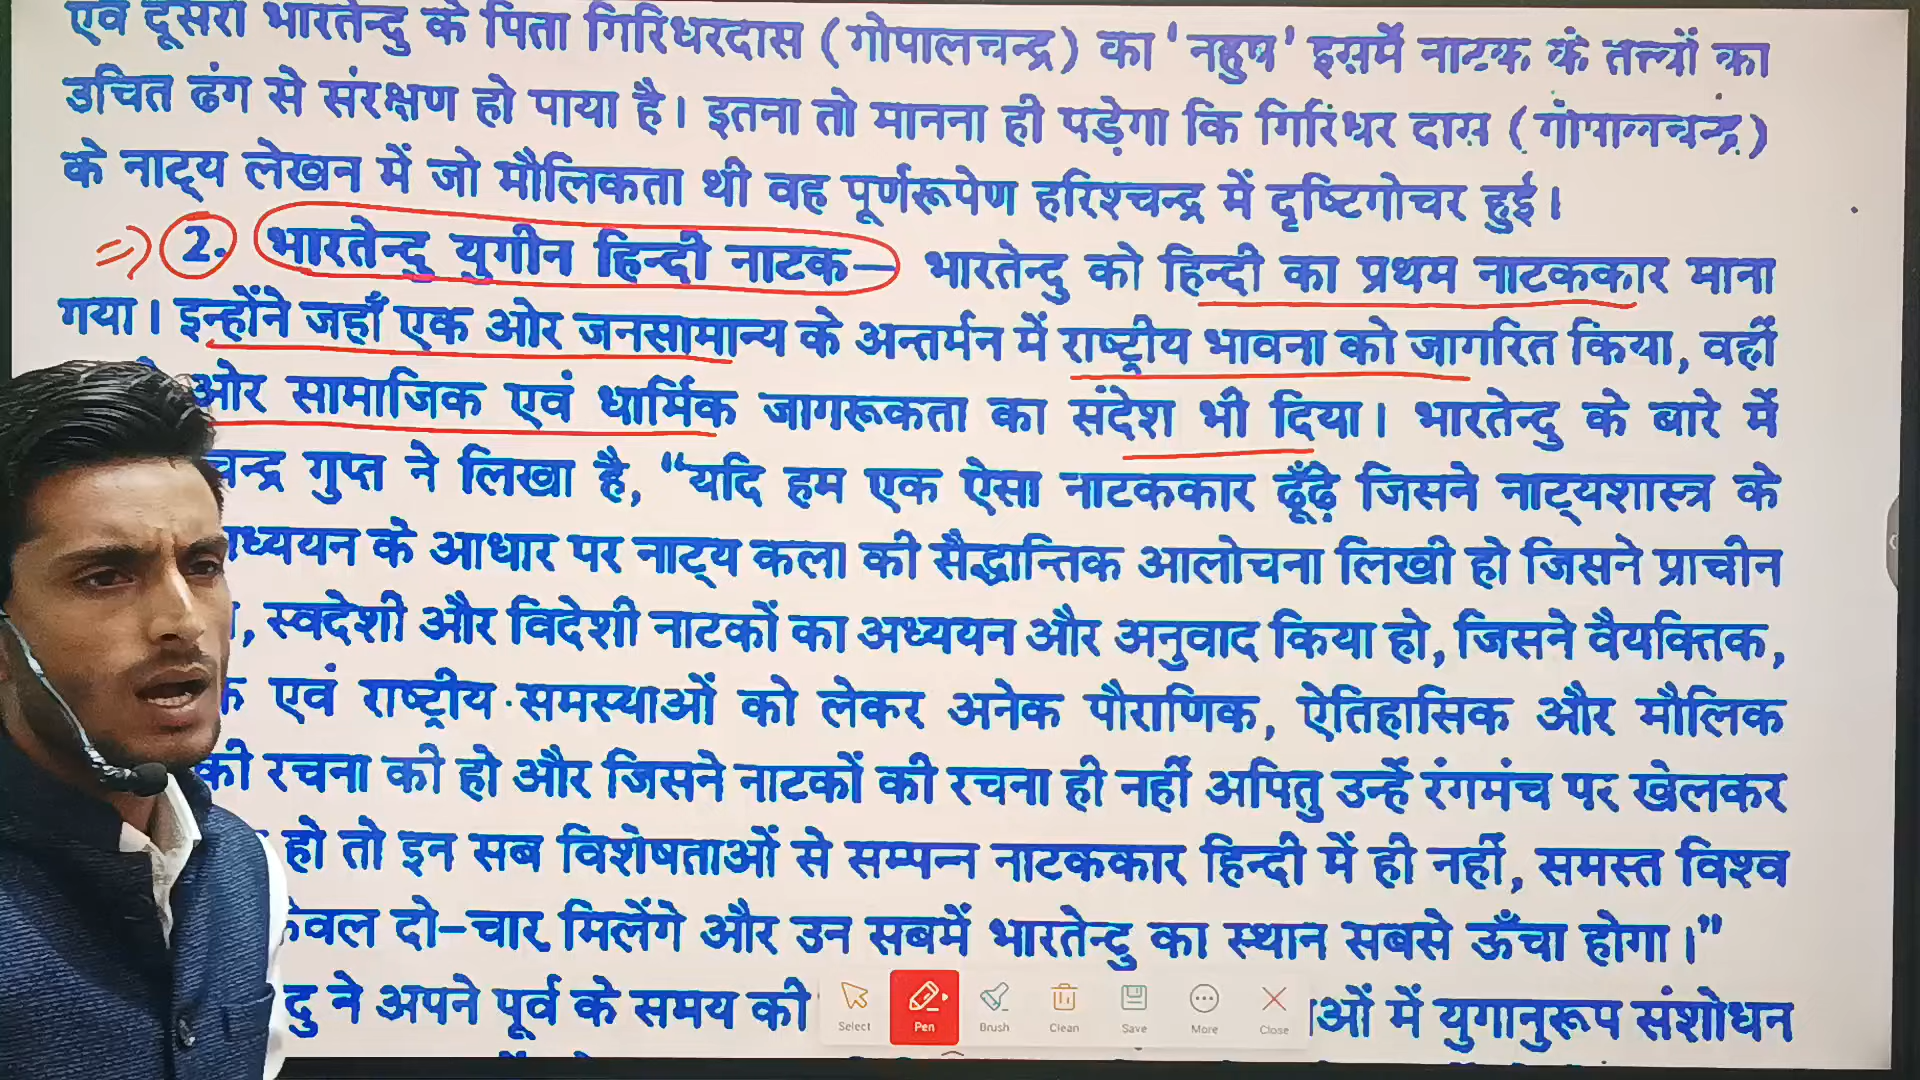 एवं दूसरा भारतेन्दु के पिता गिरिधरदास (गोपालचन्द्र) का 'नहुष' इसमें नाटक के तत्त्वों का
उचित ढंग से संरक्षण हो पाया है। इतना तो मानना ही पड़ेगा कि गिरिधर दास (गोपालचन्द्र)
के नाट्य लेखन में जो मौलिकता थी वह पूर्णरूपेण हरिश्चन्द्र में दृष्टिगोचर हुई।
2. भारतेन्दु युगीन हिन्दी नाटक— भारतेन्दु को हिन्दी का प्रथम नाटककार माना
गया। इन्होंने जहाँ एक ओर जनसामान्य के अन्तर्मन में राष्ट्रीय भावना को जागरित किया, वहीं
ओर सामाजिक एवं धार्मिक जागरूकता का संदेश भी दिया। भारतेन्दु के बारे में
चन्द्र गुप्त ने लिखा है, "यदि हम एक ऐसा नाटककार ढूँढ़े जिसने नाट्यशास्त्र के
अध्ययन के आधार पर नाट्य कला की सैद्धान्तिक आलोचना लिखी हो जिसने प्राचीन
, स्वदेशी और विदेशी नाटकों का अध्ययन और अनुवाद किया हो, जिसने वैयक्तिक,
एवं राष्ट्रीय समस्याओं को लेकर अनेक पौराणिक, ऐतिहासिक और मौलिक
की रचना की हो और जिसने नाटकों की रचना ही नहीं अपितु उन्हें रंगमंच पर खेलकर
हो तो इन सब विशेषताओं से सम्पन्न नाटककार हिन्दी में ही नहीं, समस्त विश्व
केवल दो-चार मिलेंगे और उन सबमें भारतेन्दु का स्थान सबसे ऊँचा होगा।"
दु ने अपने पूर्व के समय की ओं में युगानुरूप संशोधन
Select Pen Brush Clean Save More Close